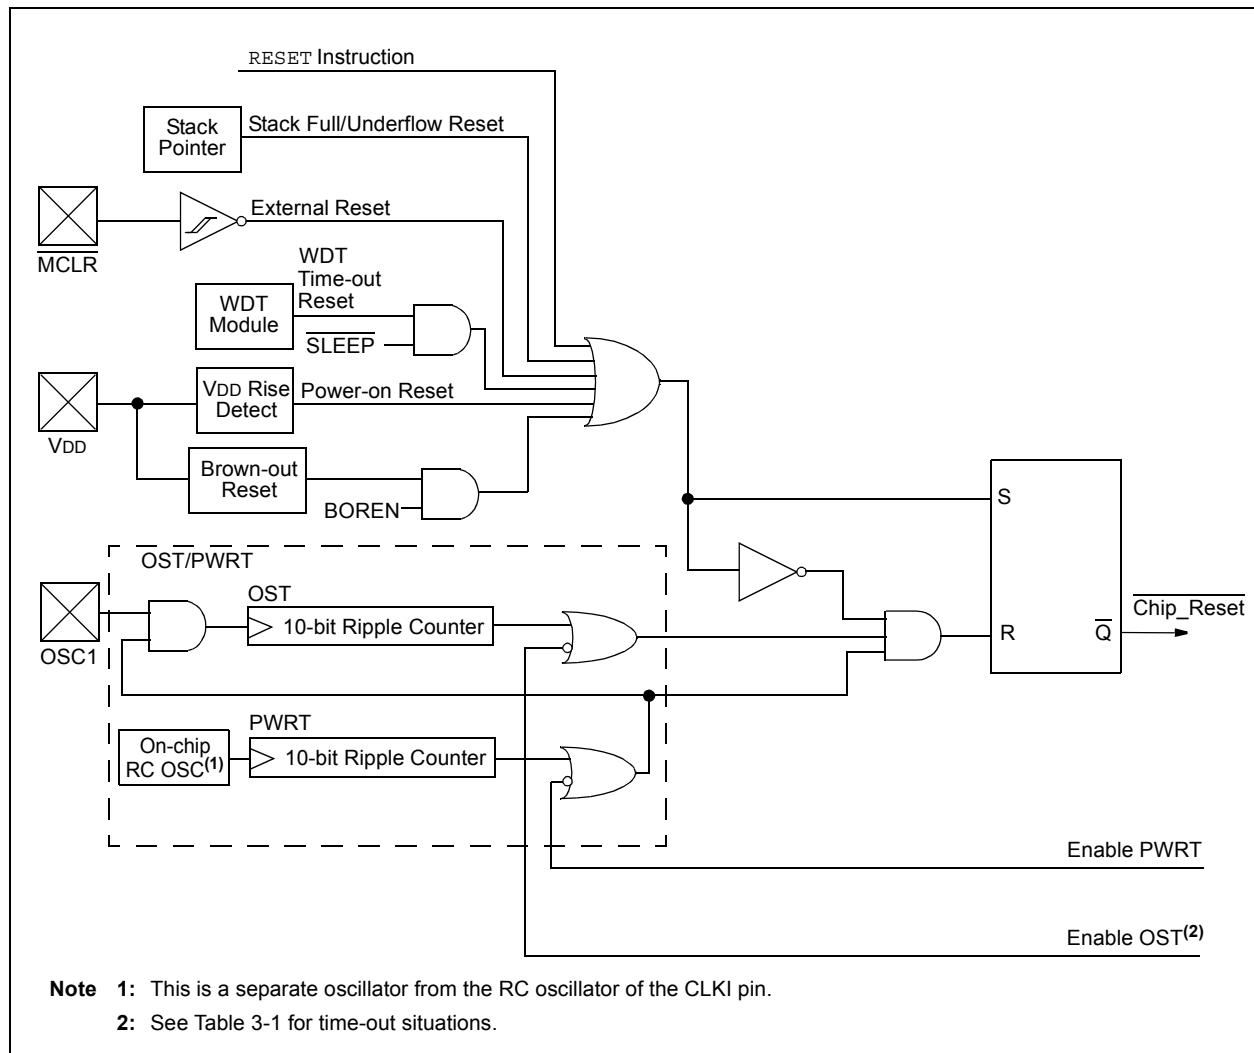 RESET Instruction
Stack
Pointer
Stack Full/Underflow Reset
External Reset
MCLR
WDT
Time-out
Reset
WDT
Module
SLEEP
VDD Rise
Detect
Power-on Reset
VDD
Brown-out
Reset
BOREN
S
OST/PWRT
OST
10-bit Ripple Counter
OSC1
Chip_Reset
R
Q
PWRT
On-chip
RC OSC(1)
10-bit Ripple Counter
Enable PWRT
Enable OST(2)
Note 1: This is a separate oscillator from the RC oscillator of the CLKI pin.
2: See Table 3-1 for time-out situations.